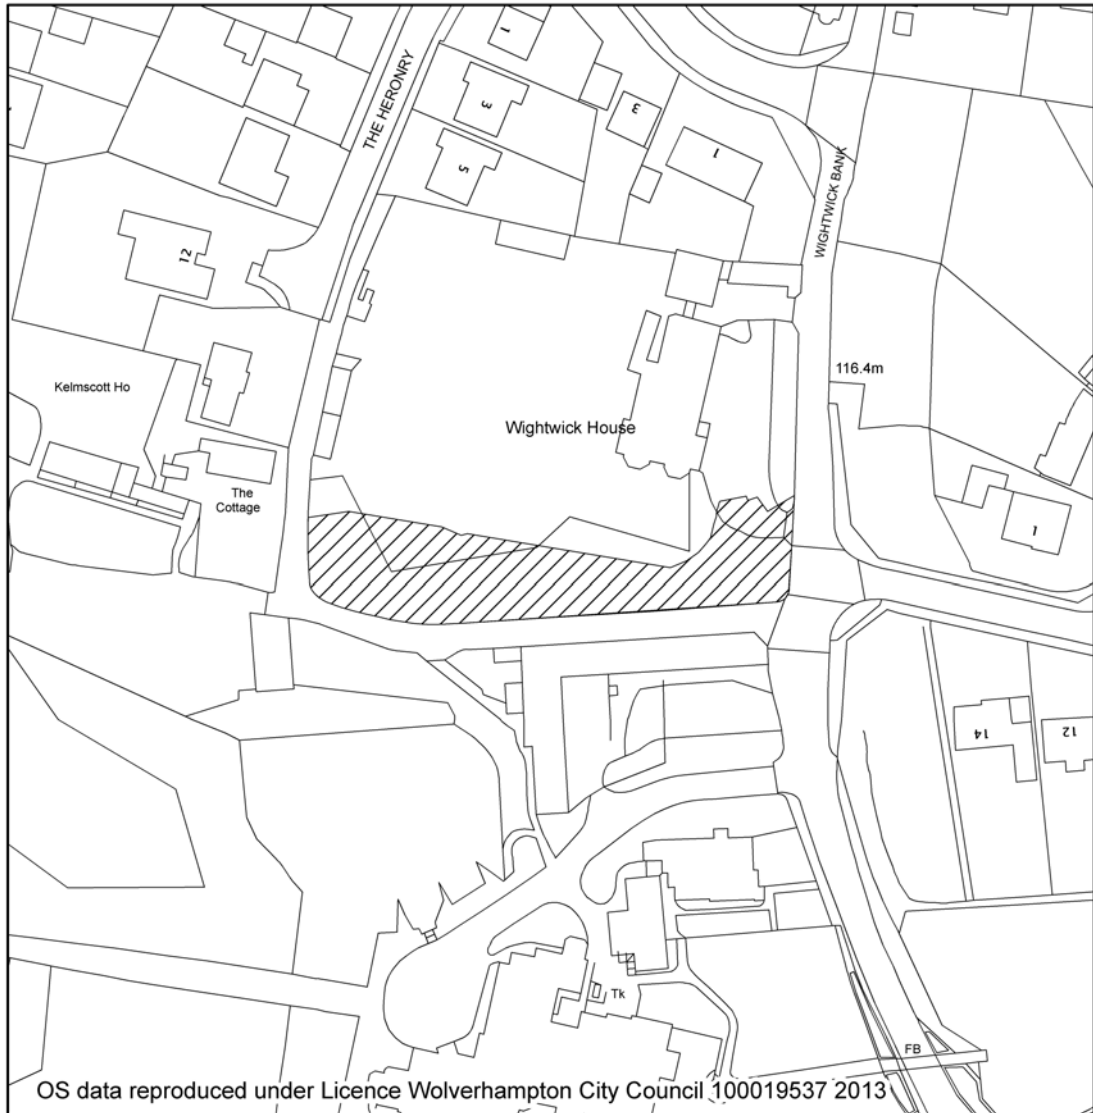 1
THE HERONRY
3
3
5
1
WIGHTWICK BANK
12
116.4m
Kelmscott Ho
Wightwick House
The
Cottage
1
14
12
Tk
FB
OS data reproduced under Licence Wolverhampton City Council 100019537 2013